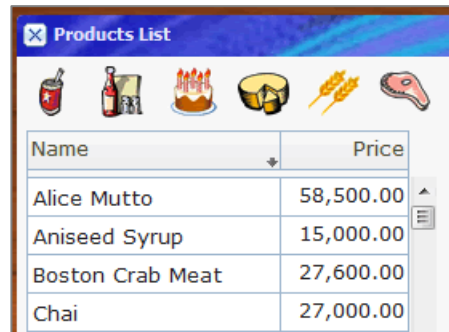 Products List
Name Price
Alice Mutto 58,500.00
Aniseed Syrup 15,000.00
Boston Crab Meat 27,600.00
Chai 27,000.00